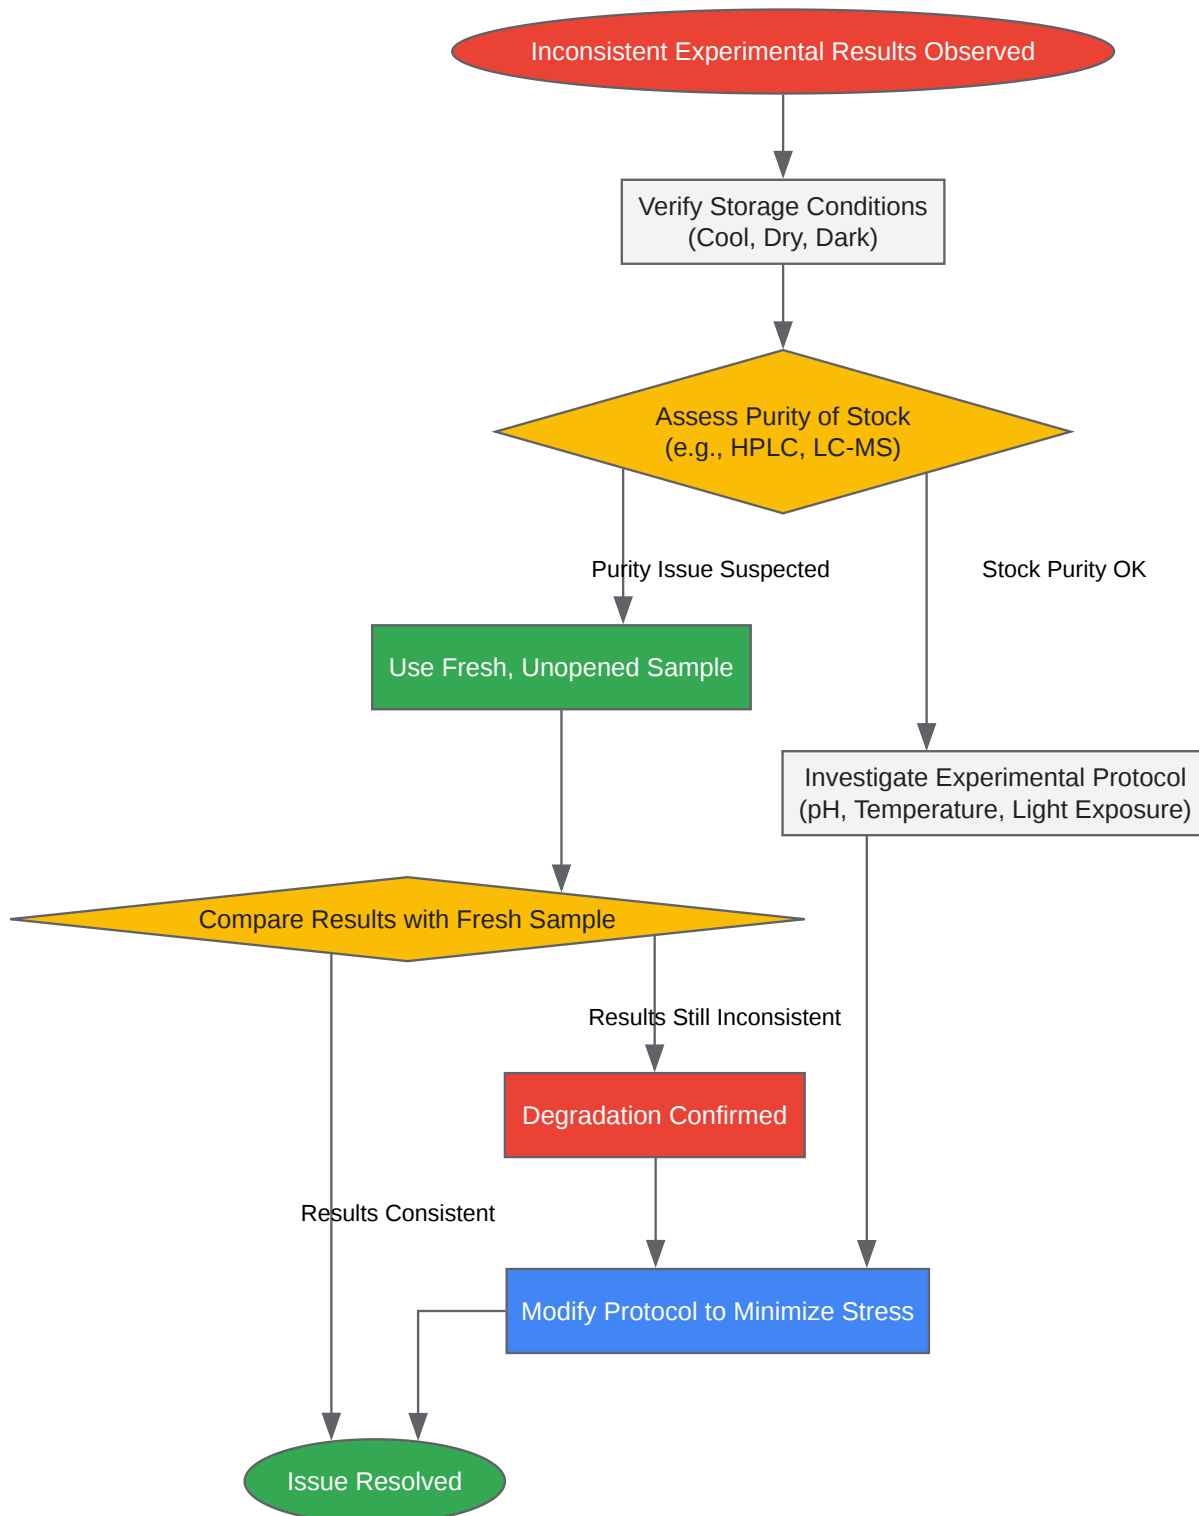 Inconsistent Experimental Results Observed
Verify Storage Conditions
(Cool, Dry, Dark)
Assess Purity of Stock
(e.g., HPLC, LC-MS)
Purity Issue Suspected
Stock Purity OK
Use Fresh, Unopened Sample
Investigate Experimental Protocol
(pH, Temperature, Light Exposure)
Compare Results with Fresh Sample
Results Still Inconsistent
Degradation Confirmed
Results Consistent
Modify Protocol to Minimize Stress
Issue Resolved